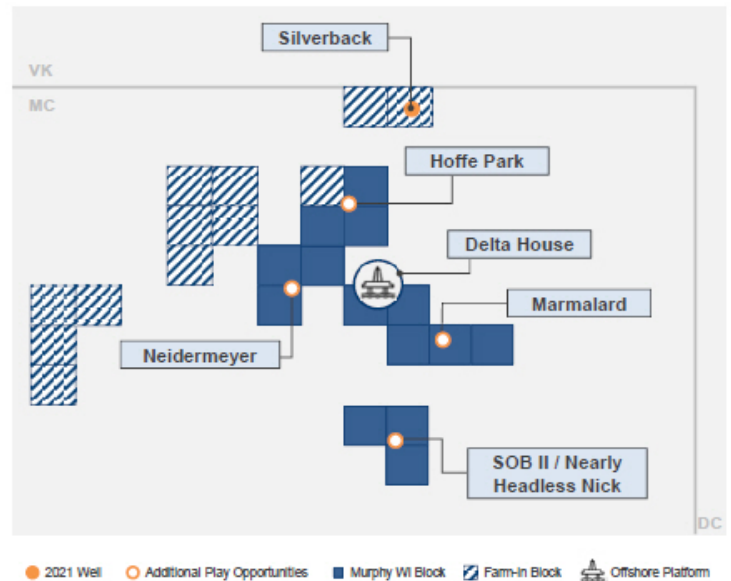 Silverback
VK
MC
Hoffe Park
Delta House
Marmalard
Neidermeyer
SOB II / Nearly
Headless Nick
DC
2021 Well
Additional Play Opportunities
Murphy WI Block
Farm-In Block
Offshore Platform